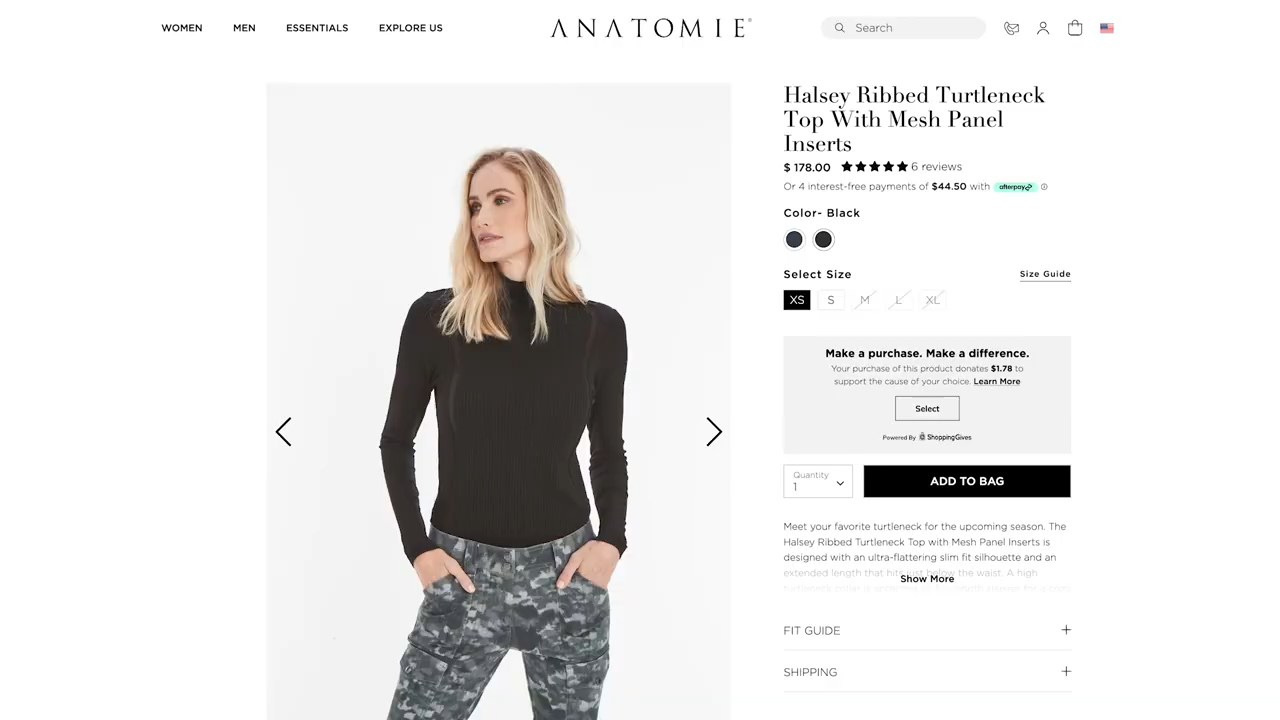 WOMEN MEN ESSENTIALS EXPLORE US
ANATOMIE®
Search
Halsey Ribbed Turtleneck
Top With Mesh Panel
Inserts
$ 178.00 6 reviews
Or 4 interest-free payments of $44.50 with afterpay
Color- Black
Select Size Size Guide
XS S M L XL
Make a purchase. Make a difference.
Your purchase of this product donates $1.78 to
support the cause of your choice. Learn More
Select
Powered By ShoppingGives
Quantity
1
ADD TO BAG
Meet your favorite turtleneck for the upcoming season. The
Halsey Ribbed Turtleneck Top with Mesh Panel Inserts is
designed with an ultra-flattering slim fit silhouette and an
extended length that hits just below the waist. A high
Show More
FIT GUIDE
SHIPPING